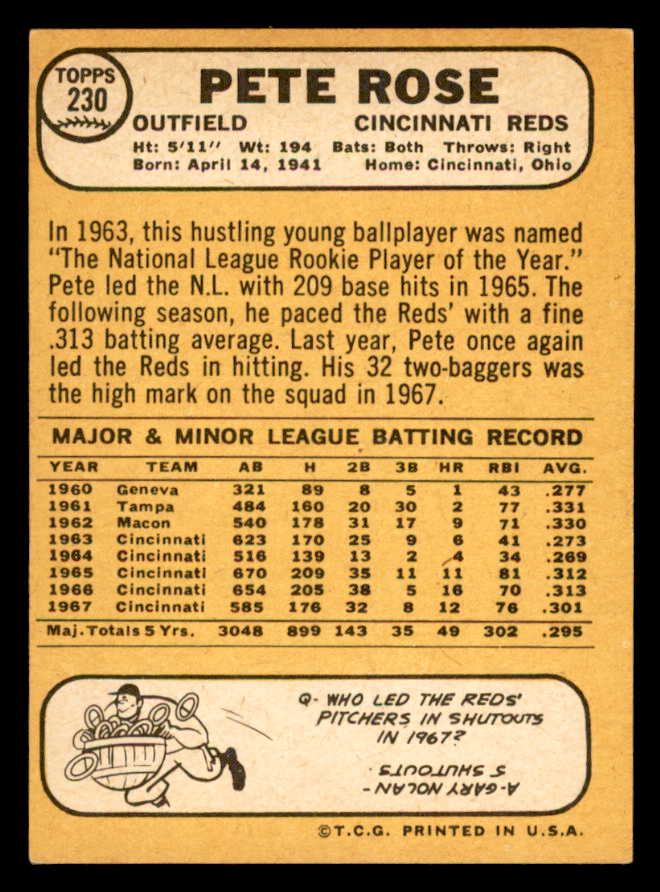 TOPPS
230
PETE ROSE
OUTFIELD CINCINNATI REDS
Ht: 5'11" Wt: 194 Bats: Both Throws: Right
Born: April 14, 1941 Home: Cincinnati, Ohio
In 1963, this hustling young ballplayer was named
"The National League Rookie Player of the Year."
Pete led the N.L. with 209 base hits in 1965. The
following season, he paced the Reds' with a fine
.313 batting average. Last year, Pete once again
led the Reds in hitting. His 32 two-baggers was
the high mark on the squad in 1967.
MAJOR & MINOR LEAGUE BATTING RECORD
YEAR TEAM AB H 2B 3B HR RBI AVG.
1960 Geneva 321 89 8 5 1 43 .277
1961 Tampa 484 160 20 30 2 77 .331
1962 Macon 540 178 31 17 9 71 .330
1963 Cincinnati 623 170 25 9 6 41 .273
1964 Cincinnati 516 139 13 2 4 34 .269
1965 Cincinnati 670 209 35 11 11 81 .312
1966 Cincinnati 654 205 38 5 16 70 .313
1967 Cincinnati 585 176 32 8 12 76 .301
Maj. Totals 5 Yrs. 3048 899 143 35 49 302 .295
Q- WHO LED THE REDS'
PITCHERS IN SHUTOUTS
IN 1967?
A-GARY NOLAN-
5 SHUTOUTS
©T.C.G. PRINTED IN U.S.A.